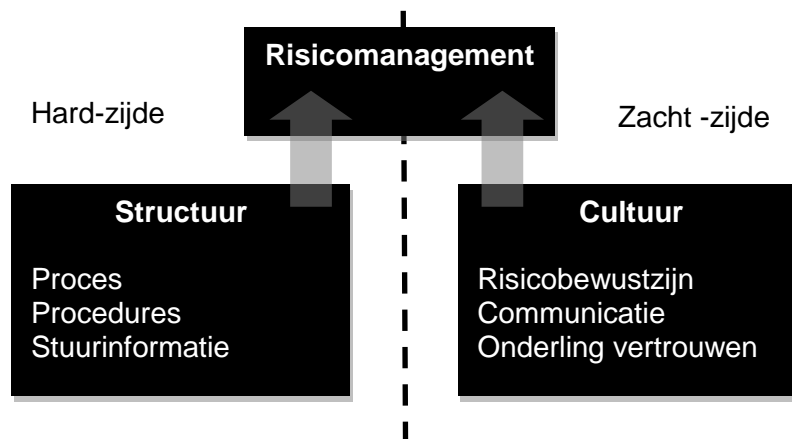 Risicomanagement
Hard-zijde
Zacht -zijde
Structuur
Proces
Procedures
Stuurinformatie
Cultuur
Risicobewustzijn
Communicatie
Onderling vertrouwen